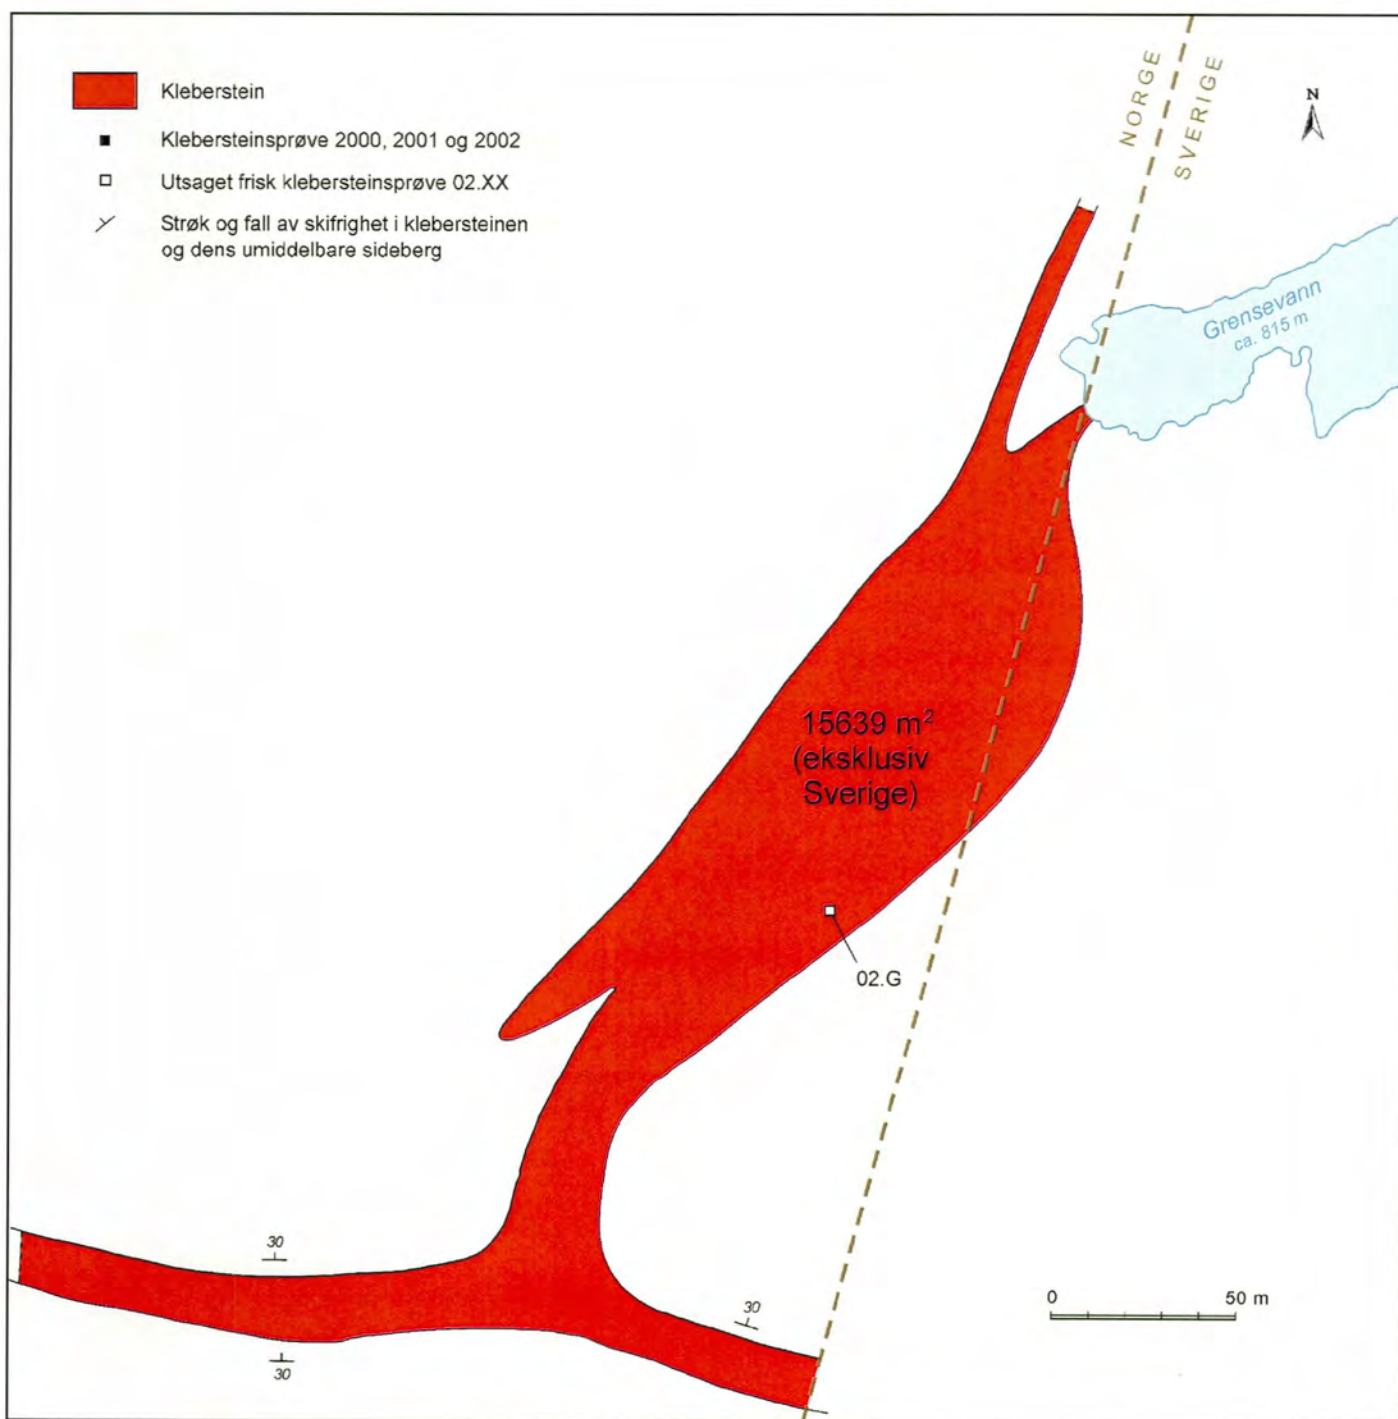 Kleberstein
Klebersteinsprøve 2000, 2001 og 2002
Utsaget frisk klebersteinsprøve 02.XX
Strøk og fall av skifrighet i klebersteinen
og dens umiddelbare sideberg
NORGE
SVERIGE
N
Grensevann
ca. 815 m
15639 m²
(eksklusiv
Sverige)
02.G
30
30
30
0 50 m